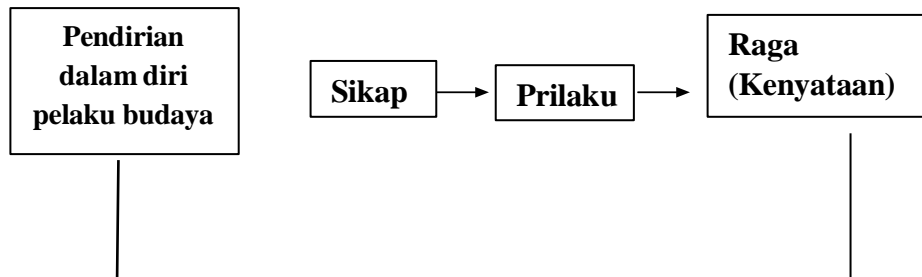 Pendirian
dalam diri
pelaku budaya
Sikap
Prilaku
Raga
(Kenyataan)